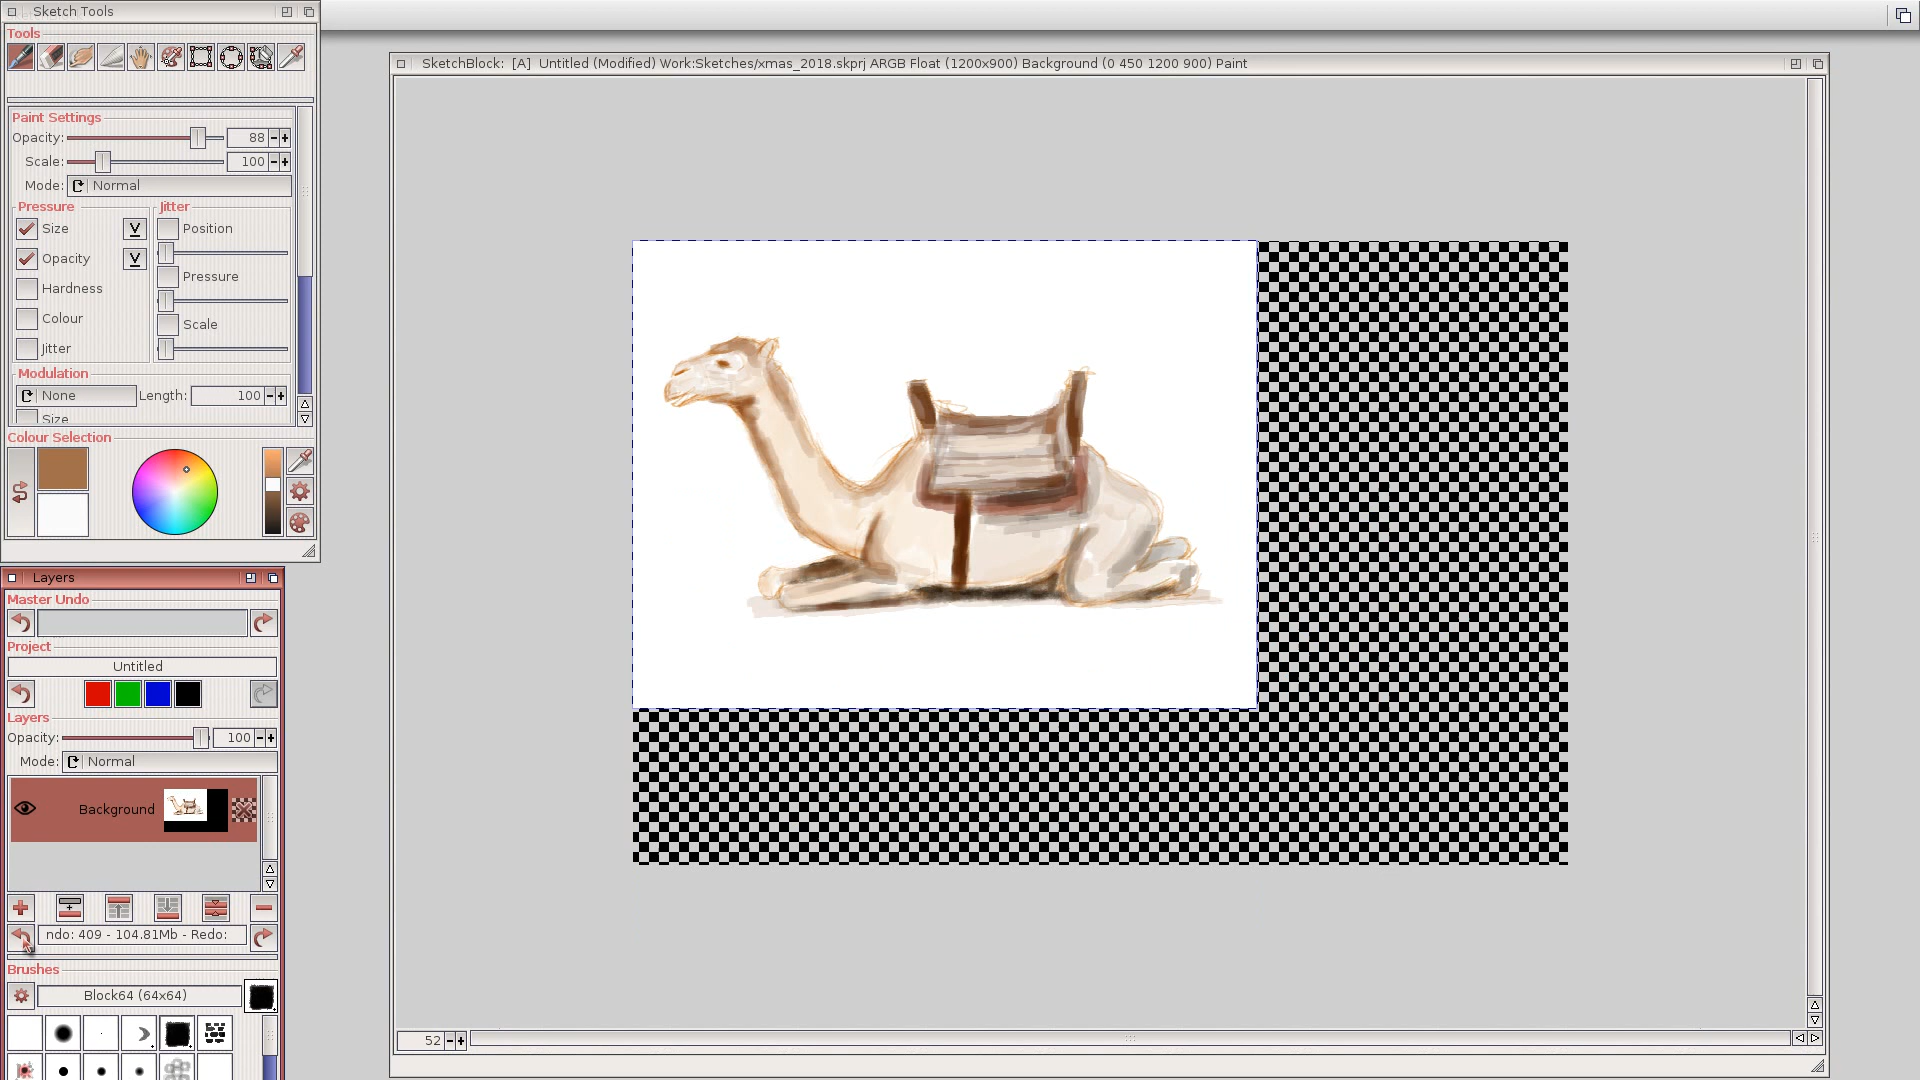 Sketch Tools
Tools
Paint Settings
Opacity: 88
Scale: 100
Mode: Normal
Pressure
Jitter
Size
V
Position
Opacity
V
Pressure
Hardness
Colour
Scale
Jitter
Modulation
None
Length: 100
Size
Colour Selection
Layers
Master Undo
Project
Untitled
Layers
Opacity: 100
Mode: Normal
Background
ndo: 409 - 104.81Mb - Redo:
Brushes
Block64 (64x64)
SketchBlock: [A] Untitled (Modified) Work:Sketches/xmas_2018.skprj ARGB Float (1200x900) Background (0 450 1200 900) Paint
52